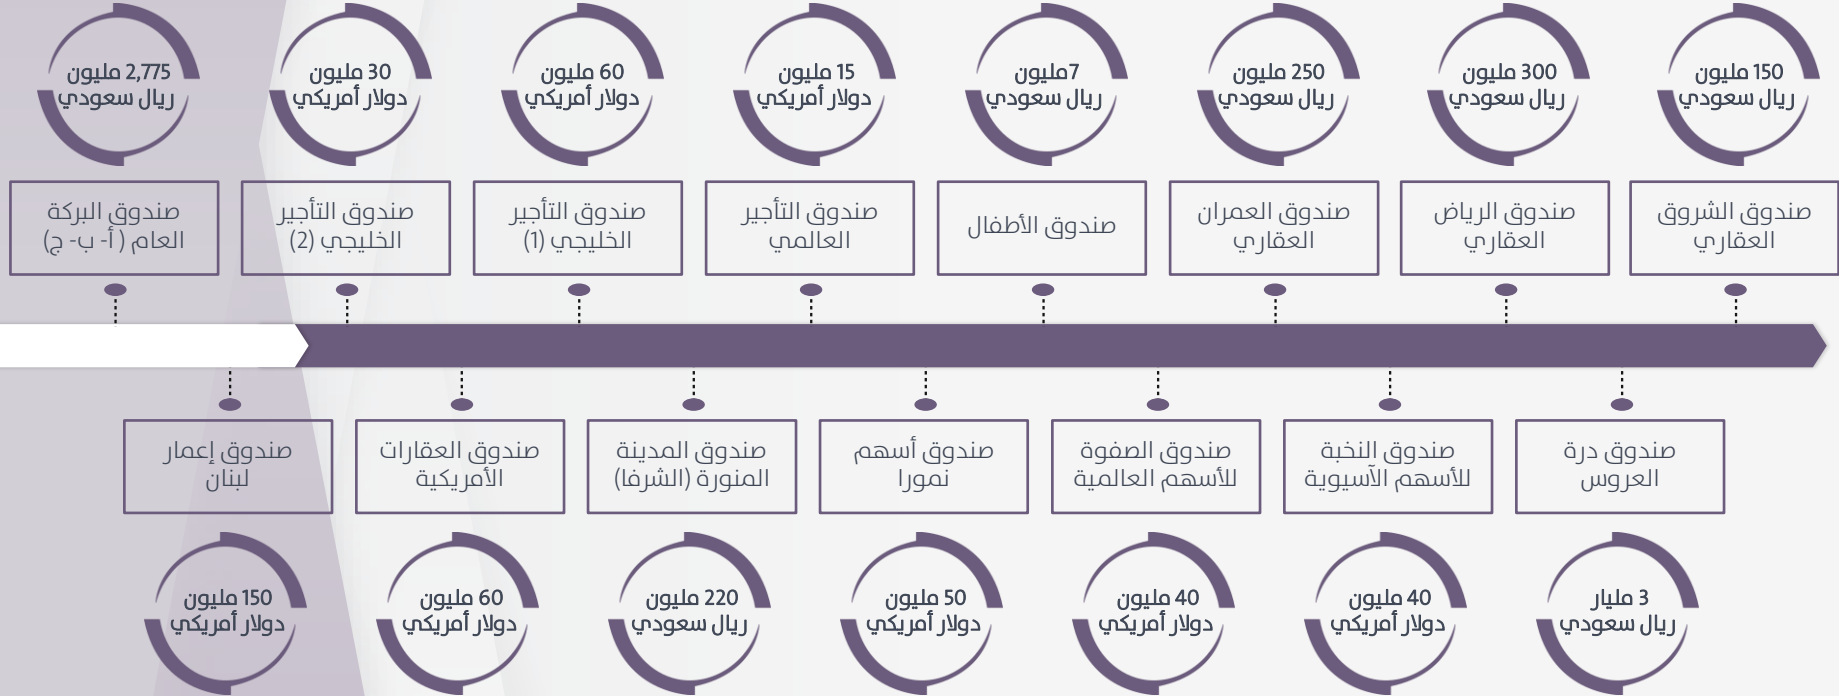 150 مليون
ريال سعودي
صندوق الشروق
العقاري
300 مليون
ريال سعودي
صندوق الرياض
العقاري
250 مليون
ريال سعودي
صندوق العمران
العقاري
7مليون
ريال سعودي
صندوق الأطفال
15 مليون
دولار أمريكي
صندوق التأجير
العالمي
60 مليون
دولار أمريكي
صندوق التأجير
الخليجي (1)
30 مليون
دولار أمريكي
صندوق التأجير
الخليجي (2)
2,775 مليون
ريال سعودي
صندوق البركة
العام ( أ- ب- ج)
صندوق درة
العروس
3 مليار
ريال سعودي
صندوق النخبة
للأسهم الآسيوية
40 مليون
دولار أمريكي
صندوق الصفوة
للأسهم العالمية
40 مليون
دولار أمريكي
صندوق أسهم
نمورا
50 مليون
دولار أمريكي
صندوق المدينة
المنورة (الشرفا)
220 مليون
ريال سعودي
صندوق العقارات
الأمريكية
60 مليون
دولار أمريكي
صندوق إعمار
لبنان
150 مليون
دولار أمريكي